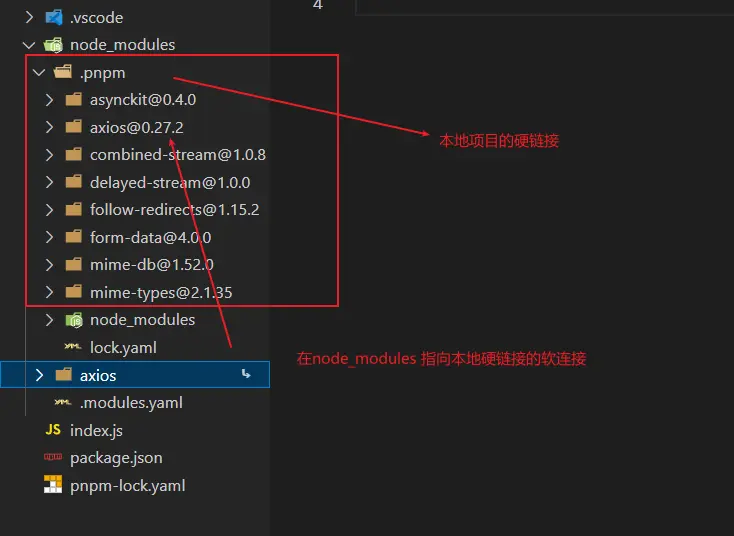 4
.vscode
node_modules
.pnpm
asynckit@0.4.0
axios@0.27.2
本地项目的硬链接
combined-stream@1.0.8
delayed-stream@1.0.0
follow-redirects@1.15.2
form-data@4.0.0
mime-db@1.52.0
mime-types@2.1.35
node_modules
YAML lock.yaml
在node_modules 指向本地硬链接的软连接
axios
YAML .modules.yaml
JS index.js
package.json
pnpm-lock.yaml